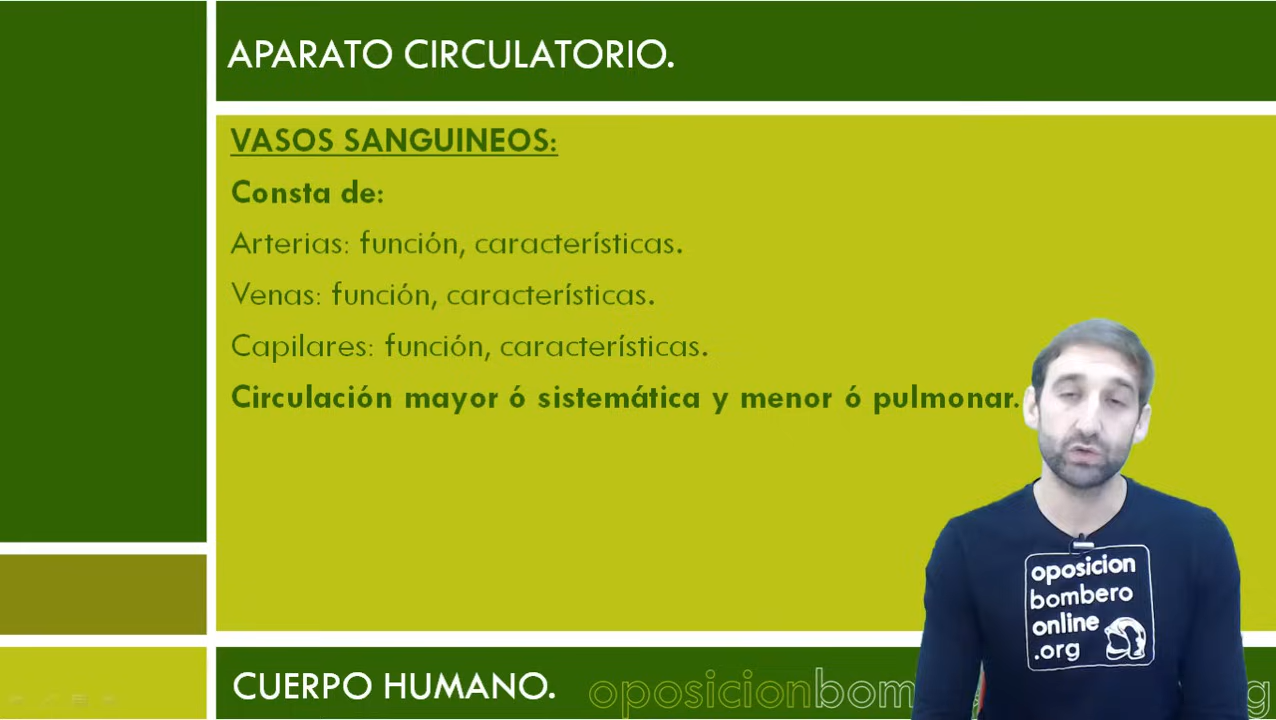 APARATO CIRCULATORIO.
VASOS SANGUINEOS:
Consta de:
Arterias: función, características.
Venas: función, características.
Capilares: función, características.
Circulación mayor ó sistemática y menor ó pulmonar.
oposicion
bombero
online
.org
CUERPO HUMANO.
oposicionbom